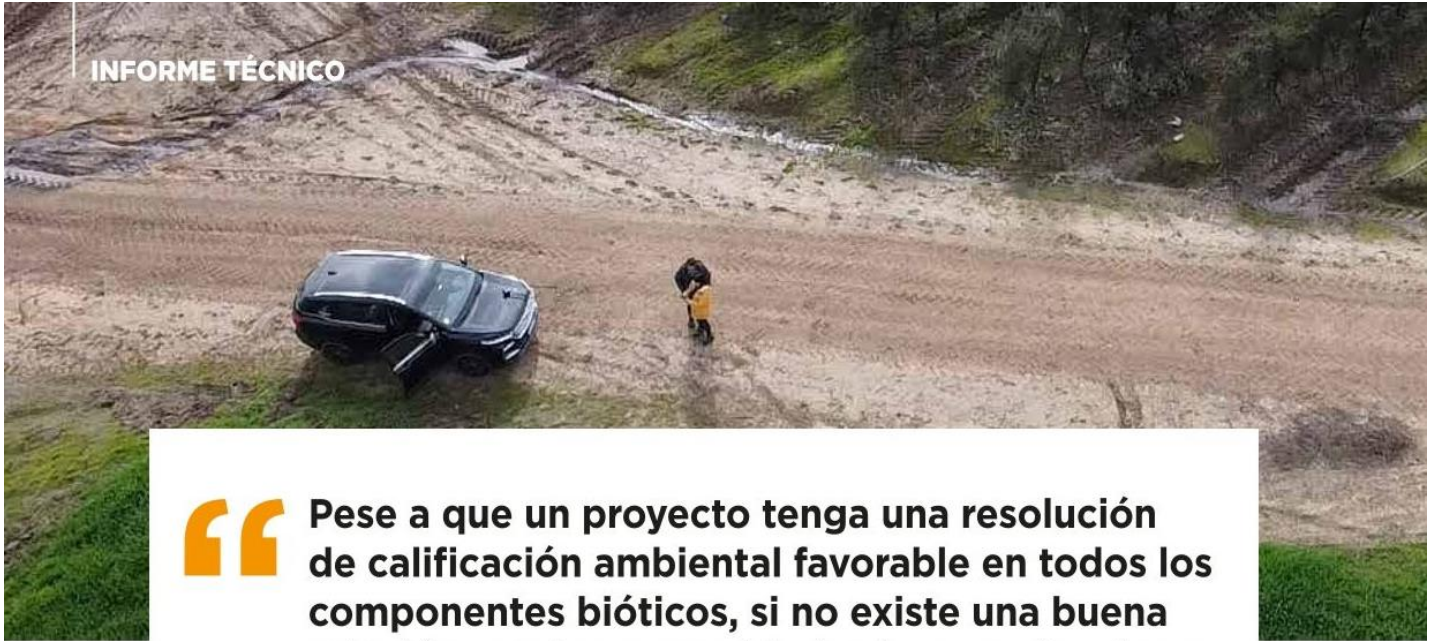 INFORME TÉCNICO
“
Pese a que un proyecto tenga una resolución
de calificación ambiental favorable en todos los
componentes bióticos, si no existe una buena